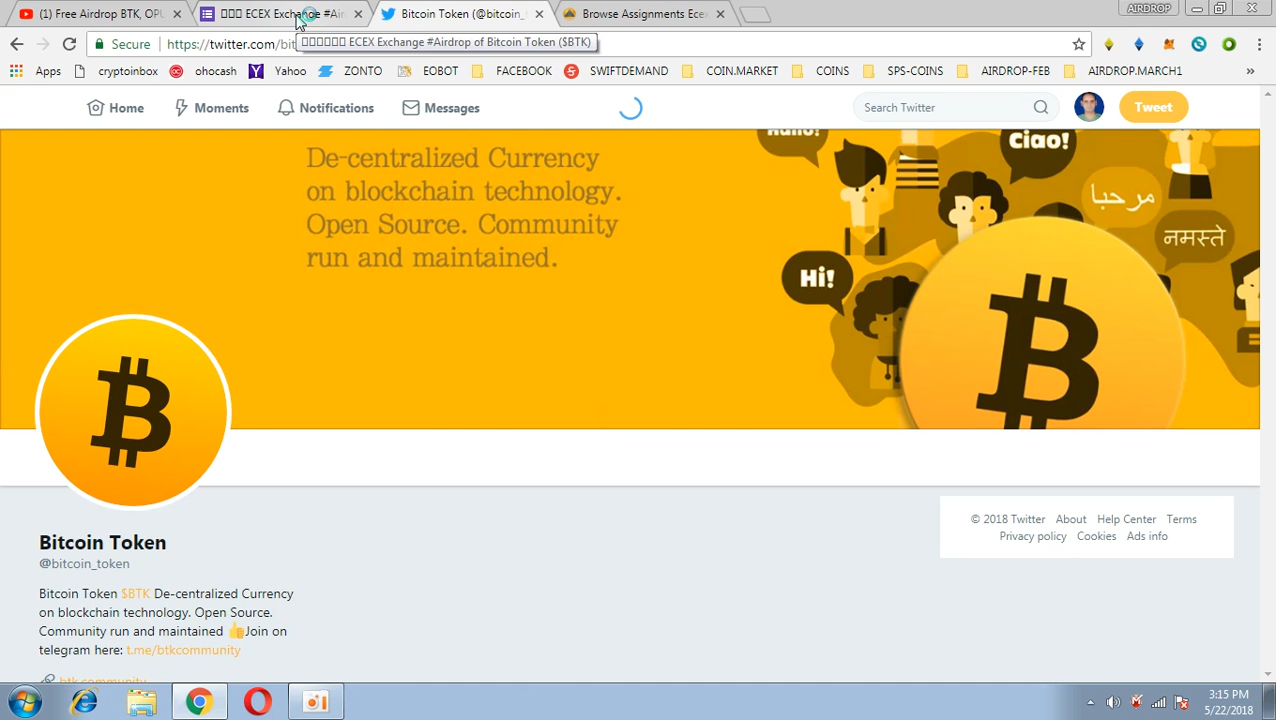 (1) Free Airdrop BTK, OPU
ECEX Exchange #Air
Bitcoin Token (@bitcoin_
Browse Assignments Ecex
AIRDROP
Secure
https://twitter.com/bit
ECEX Exchange #Airdrop of Bitcoin Token ($BTK)
Apps
cryptoinbox
ohocash
Yahoo
ZONTO
EOBOT
FACEBOOK
SWIFTDEMAND
COIN.MARKET
COINS
SPS-COINS
AIRDROP-FEB
AIRDROP.MARCH1
»
Home
Moments
Notifications
Messages
Search Twitter
Tweet
De-centralized Currency
on blockchain technology.
Open Source. Community
run and maintained.
Ciao!
مرحبا
नमस्ते
Hi!
Bitcoin Token
@bitcoin_token
Bitcoin Token $BTK De-centralized Currency
on blockchain technology. Open Source.
Community run and maintained 👍Join on
telegram here: t.me/btkcommunity
btk.community
© 2018 Twitter About Help Center Terms
Privacy policy Cookies Ads info
3:15 PM
5/22/2018